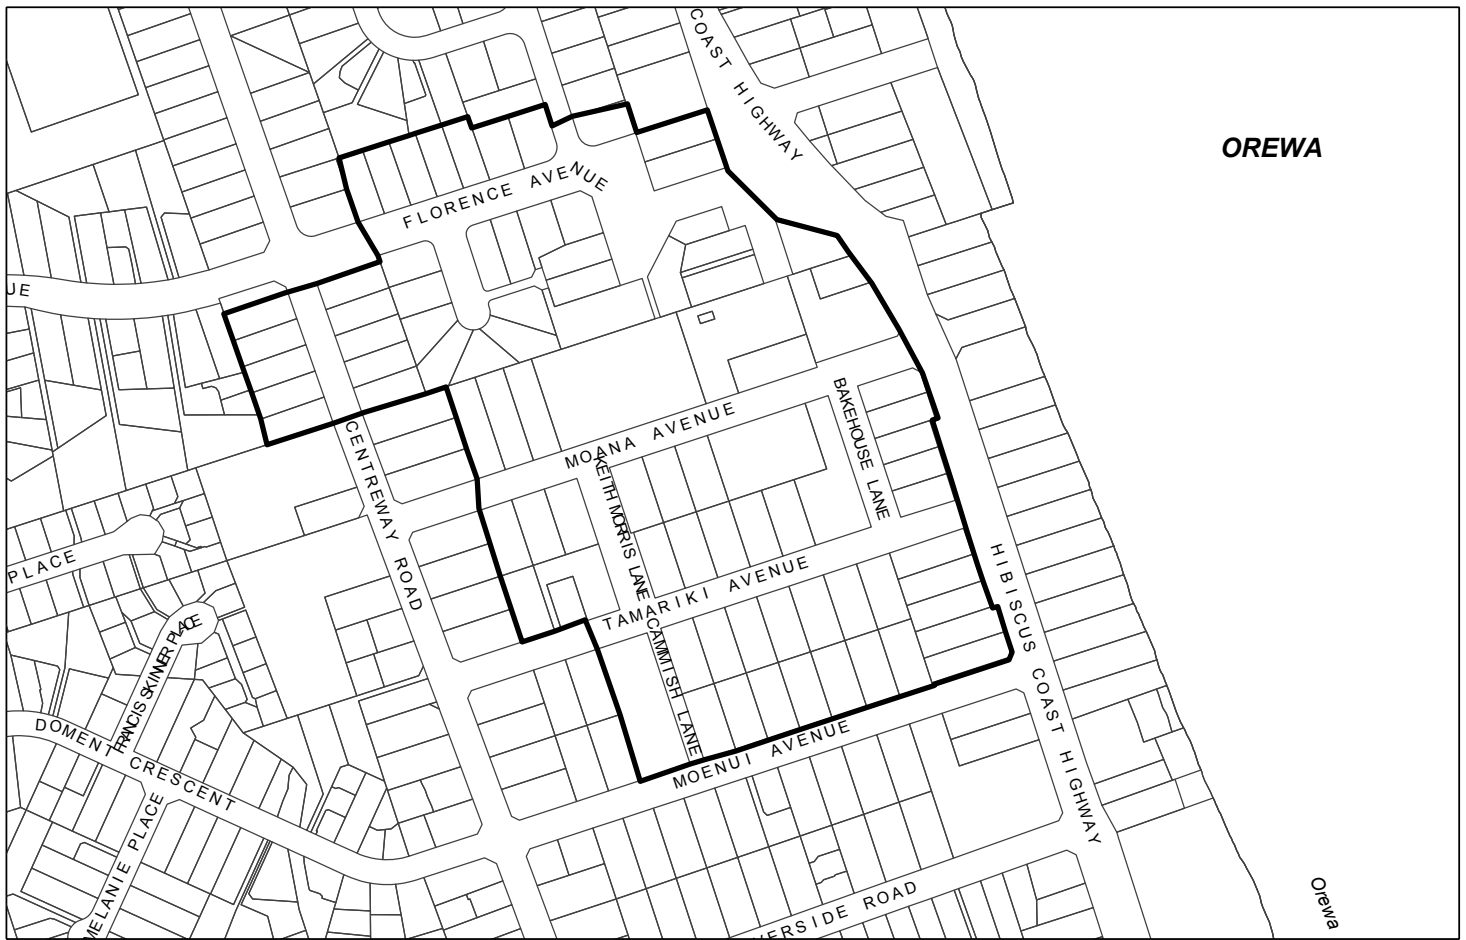 COAST HIGHWAY
OREWA
FLORENCE AVENUE
UE
BAKEHOUSE LANE
MOANA AVENUE
CENTREWAY ROAD
KEITH MORRIS LANE
PLACE
HIBISCUS COAST HIGHWAY
TAMARIKI AVENUE
CAMMISH LANE
FRANCIS SKINNER PLACE
DOMENT CRESCENT
MOENUI AVENUE
MELANIE PLACE
VERSIDE ROAD
Orewa